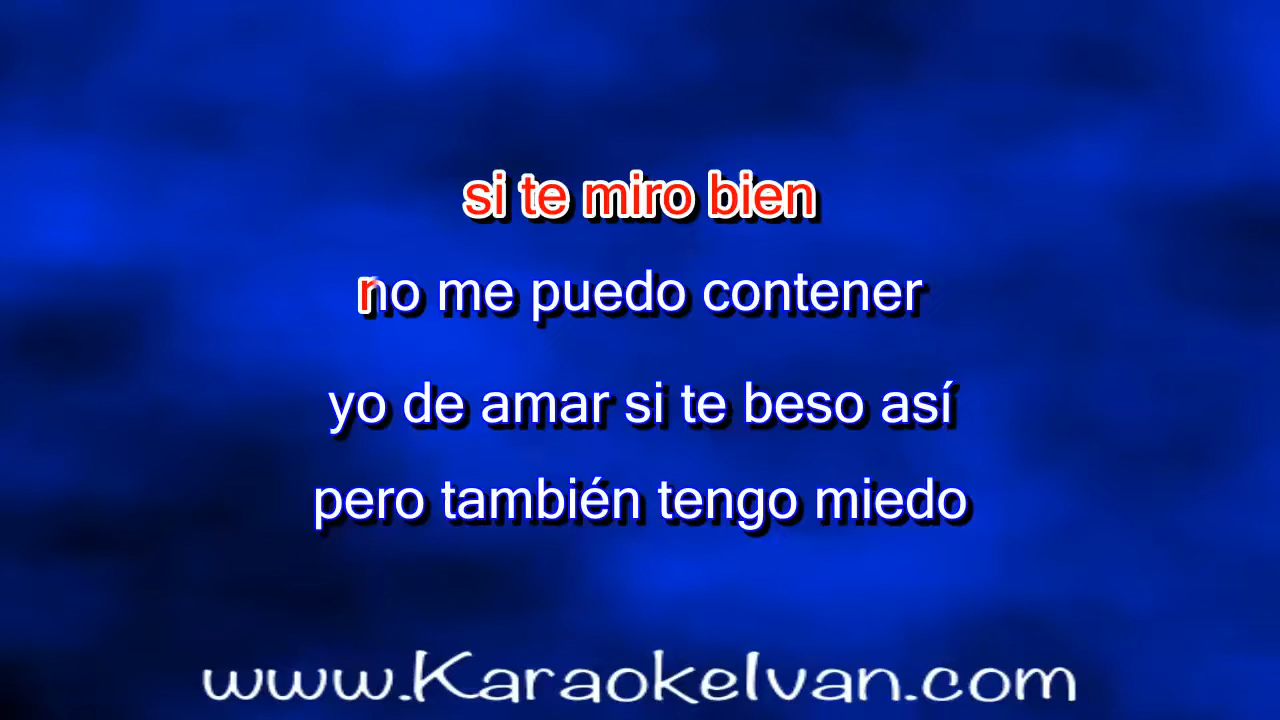 si te miro bien
no me puedo contener
yo de amar si te beso así
pero también tengo miedo
www.KaraokeIvan.com